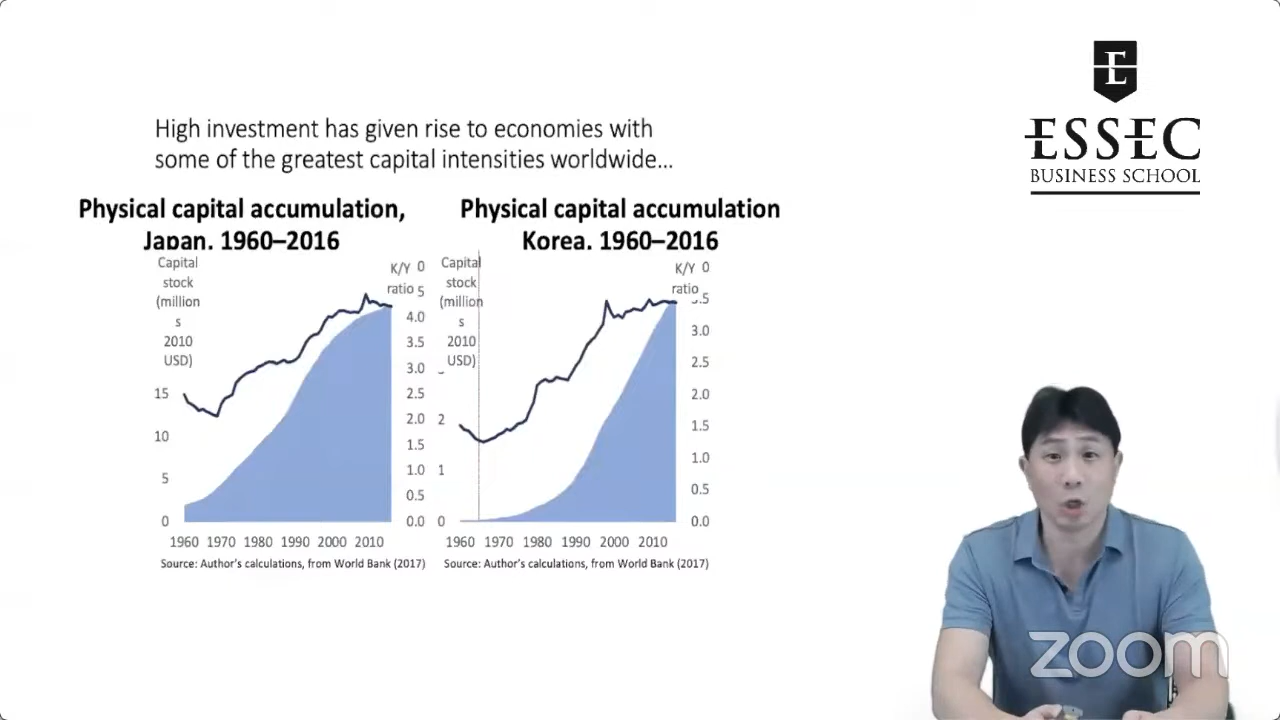 E
ESSEC
BUSINESS SCHOOL
High investment has given rise to economies with
some of the greatest capital intensities worldwide...
Physical capital accumulation,
Japan, 1960–2016
Capital
stock
(million
s
2010
USD)
15
10
5
0
K/Y 0
ratio 5
4.0
3.5
3.0
2.5
2.0
1.5
1.0
0.5
0.0
1960 1970 1980 1990 2000 2010
Source: Author's calculations, from World Bank (2017)
Physical capital accumulation
Korea, 1960–2016
Capital
stock
(million
s
2010
USD)
2
1
0
K/Y 0
ratio
3.0
2.5
2.0
1.5
1.0
0.5
0.0
1960 1970 1980 1990 2000 2010
Source: Author's calculations, from World Bank (2017)
zoom